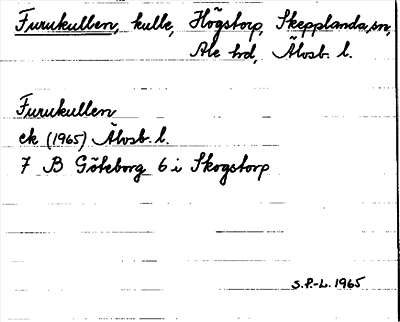 Furukullen, kulle, Högstorp, Skepplanda, sn,
Ale hd, Älvsb. l.
Furukullen
ek (1965) Älvsb. l.
7 B Göteborg 6 i Skogstorp
S.P.-L. 1965